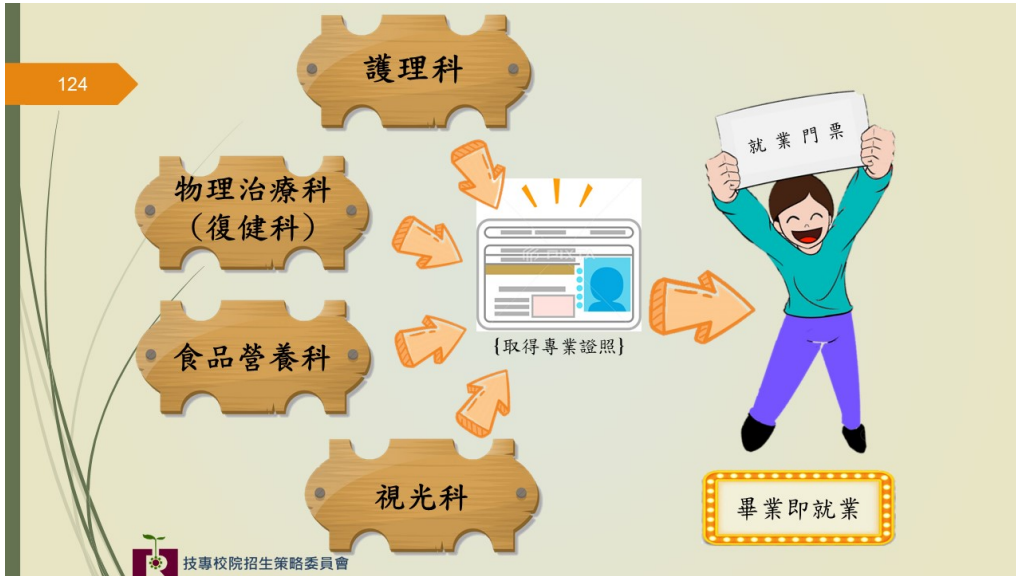 124
護理科
物理治療科
（復健科）
食品營養科
視光科
{取得專業證照}
就業門票
畢業即就業
技專校院招生策略委員會